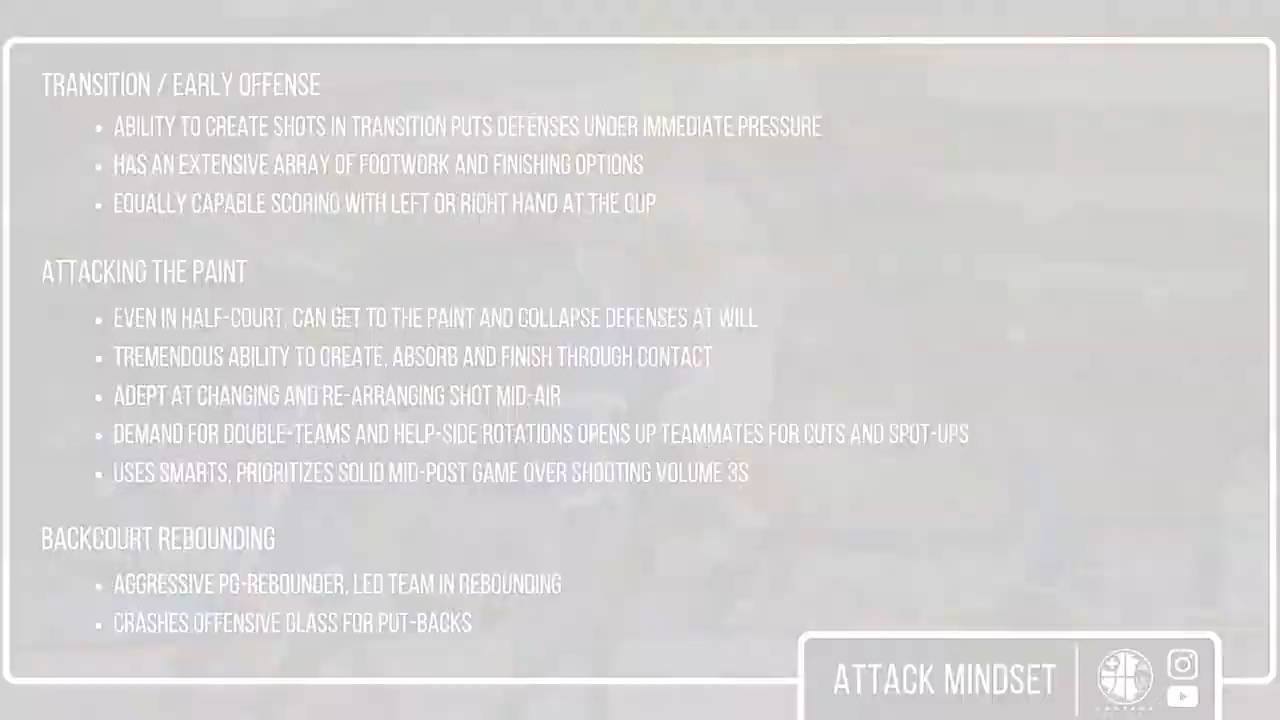 TRANSITION / EARLY OFFENSE
• ABILITY TO CREATE SHOTS IN TRANSITION PUTS DEFENSES UNDER IMMEDIATE PRESSURE
• HAS AN EXTENSIVE ARRAY OF FOOTWORK AND FINISHING OPTIONS
• EQUALLY CAPABLE SCORING WITH LEFT OR RIGHT HAND AT THE CUP
ATTACKING THE PAINT
• EVEN IN HALF-COURT, CAN GET TO THE PAINT AND COLLAPSE DEFENSES AT WILL
• TREMENDOUS ABILITY TO CREATE, ABSORB AND FINISH THROUGH CONTACT
• ADEPT AT CHANGING AND RE-ARRANGING SHOT MID-AIR
• DEMAND FOR DOUBLE-TEAMS AND HELP-SIDE ROTATIONS OPENS UP TEAMMATES FOR CUTS AND SPOT-UPS
• USES SMARTS, PRIORITIZES SOLID MID-POST GAME OVER SHOOTING VOLUME 3S
BACKCOURT REBOUNDING
• AGGRESSIVE PG-REBOUNDER, LED TEAM IN REBOUNDING
• CRASHES OFFENSIVE GLASS FOR PUT-BACKS
ATTACK MINDSET